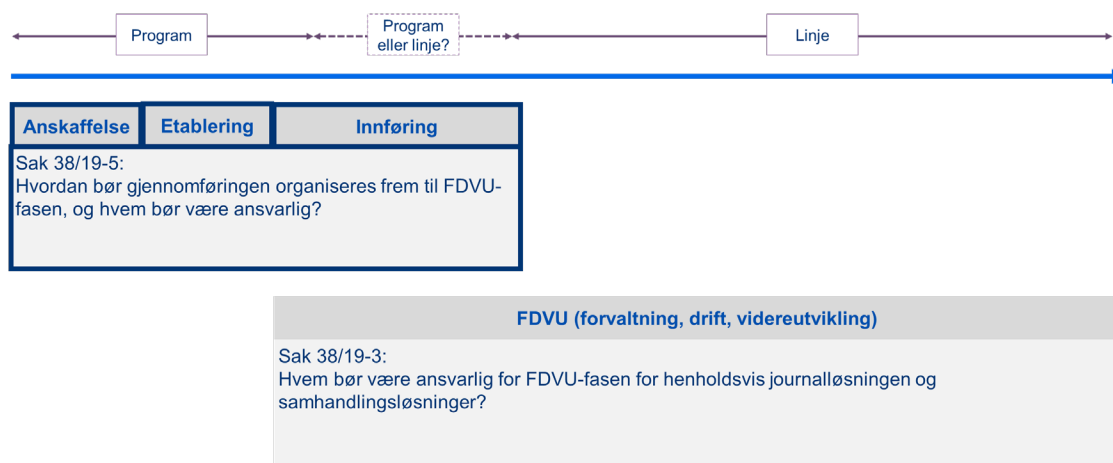 Program
Program
eller linje?
Linje
Anskaffelse
Etablering
Innføring
Sak 38/19-5:
Hvordan bør gjennomføringen organiseres frem til FDVU-
fasen, og hvem bør være ansvarlig?
FDVU (forvaltning, drift, videreutvikling)
Sak 38/19-3:
Hvem bør være ansvarlig for FDVU-fasen for henholdsvis journalløsningen og
samhandlingsløsninger?